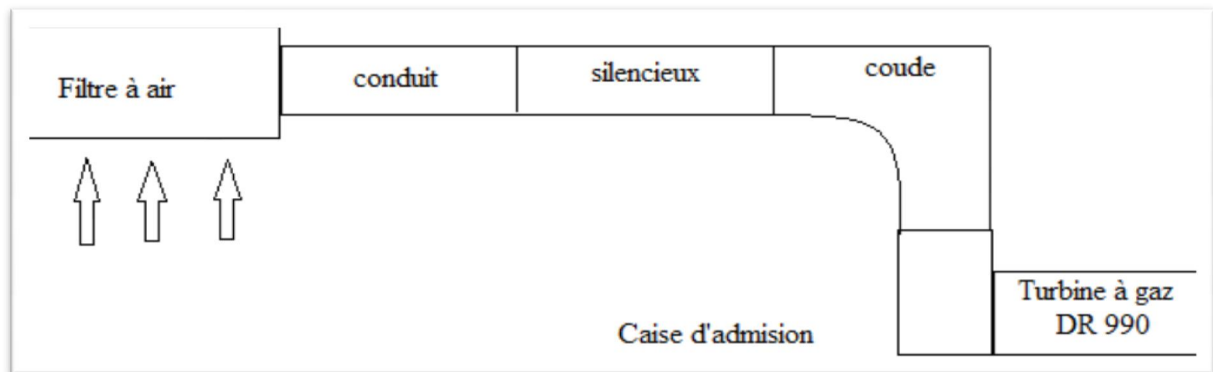 Filtre à air
conduit
silencieux
coude
Turbine à gaz
DR 990
Caise d'admision